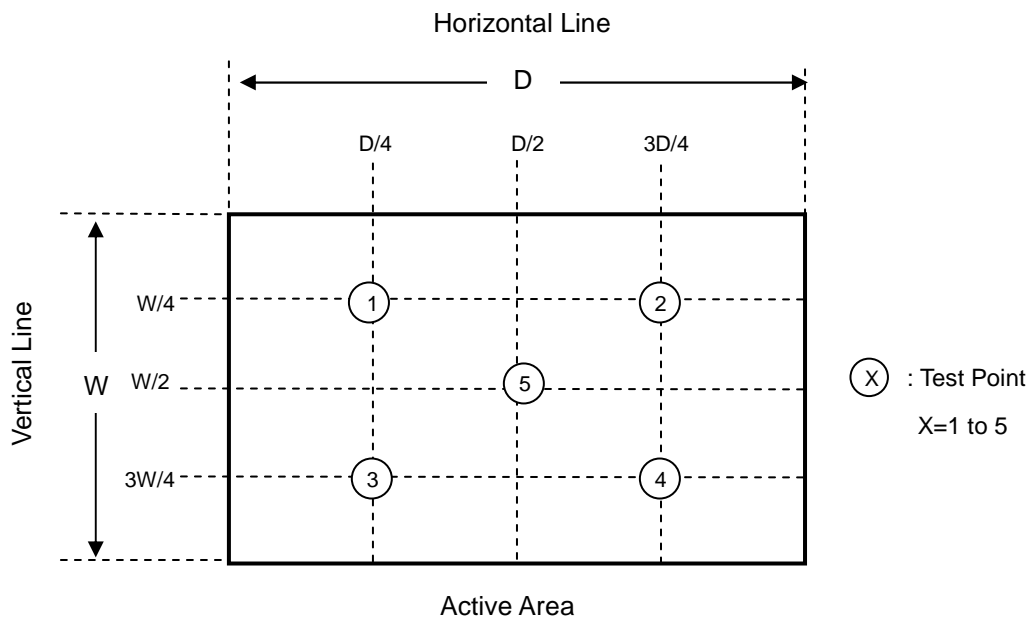 Horizontal Line
D
D/4 D/2 3D/4
W/4
1 2
Vertical Line
W
W/2
5
X : Test Point
X=1 to 5
3W/4
3 4
Active Area